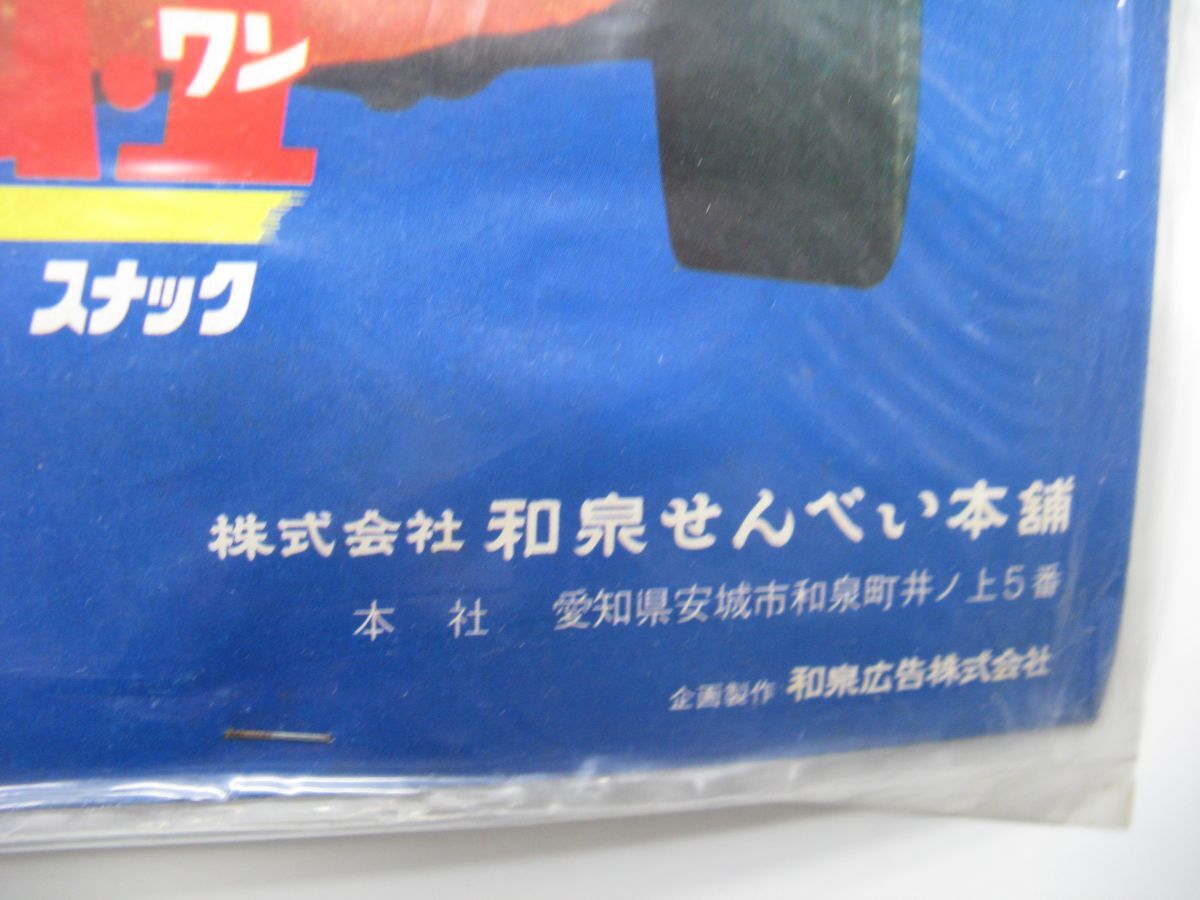 ワン
スナック
株式会社 和泉せんべい本舗
本社 愛知県安城市和泉町井ノ上5番
企画製作 和泉広告株式会社